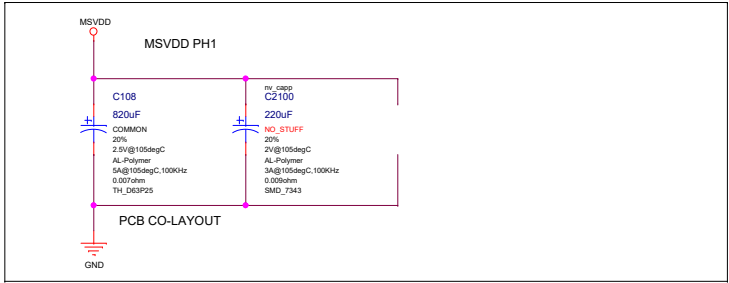 MSVDD
MSVDD PH1
C108
820uF
COMMON
20%
2.5V@105degC
AL-Polymer
5A@105degC,100KHz
0.007ohm
TH_D63P25
nv_capp
C2100
220uF
NO_STUFF
20%
2V@105degC
AL-Polymer
3A@105degC,100KHz
0.009ohm
SMD_7343
PCB CO-LAYOUT
GND